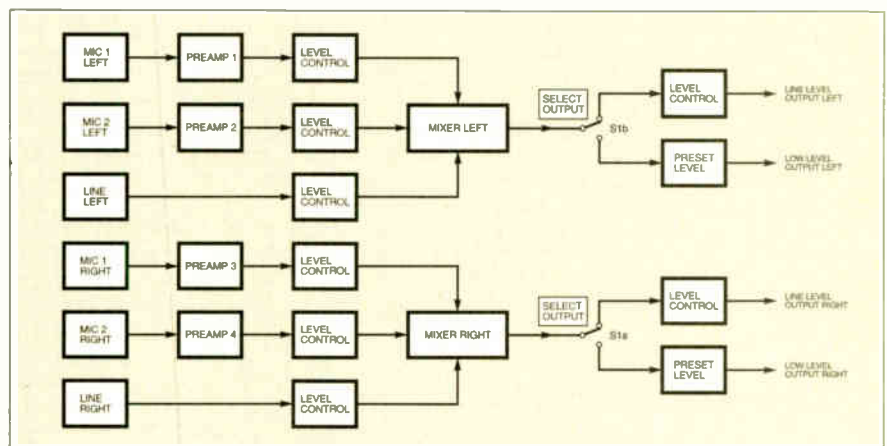 MIC 1
LEFT
PREAMP 1
LEVEL
CONTROL
MIC 2
LEFT
PREAMP 2
LEVEL
CONTROL
MIXER LEFT
LINE
LEFT
LEVEL
CONTROL
SELECT
OUTPUT
S1b
LEVEL
CONTROL
LINE LEVEL
OUTPUT LEFT
PRESET
LEVEL
LOW LEVEL
OUTPUT LEFT
MIC 1
RIGHT
PREAMP 3
LEVEL
CONTROL
MIC 2
RIGHT
PREAMP 4
LEVEL
CONTROL
MIXER RIGHT
LINE
RIGHT
LEVEL
CONTROL
SELECT
OUTPUT
S1a
LEVEL
CONTROL
LINE LEVEL
OUTPUT RIGHT
PRESET
LEVEL
LOW LEVEL
OUTPUT RIGHT